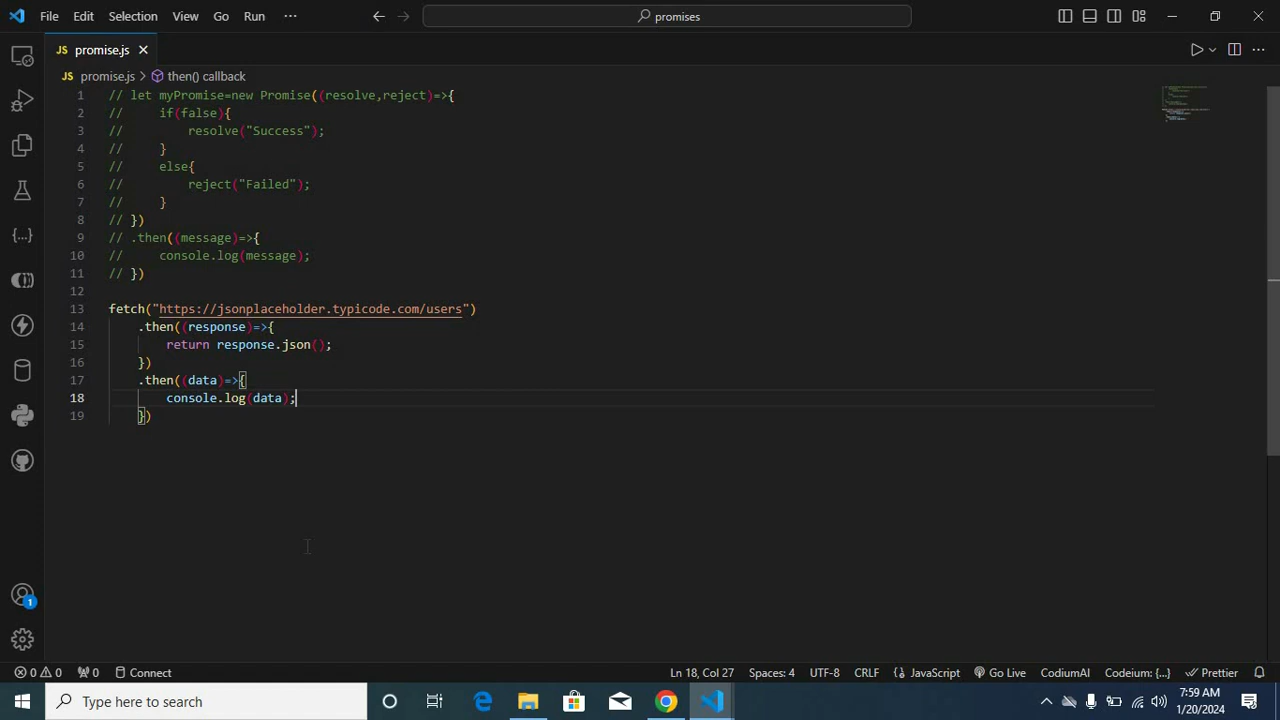 File Edit Selection View Go Run ··· promises
JS promise.js
JS promise.js > then() callback
1 // let myPromise=new Promise((resolve,reject)=>{
2 //     if(false){
3 //         resolve("Success");
4 //     }
5 //     else{
6 //         reject("Failed");
7 //     }
8 // })
9 // .then((message)=>{
10 //     console.log(message);
11 // })
12
13 fetch("https://jsonplaceholder.typicode.com/users")
14     .then((response)=>{
15         return response.json();
16     })
17     .then((data)=>{
18         console.log(data);
19     })
1
0 0 0 Connect Ln 18, Col 27 Spaces: 4 UTF-8 CRLF {} JavaScript Go Live CodiumAI Codeium: {...} Prettier
Type here to search
7:59 AM
1/20/2024